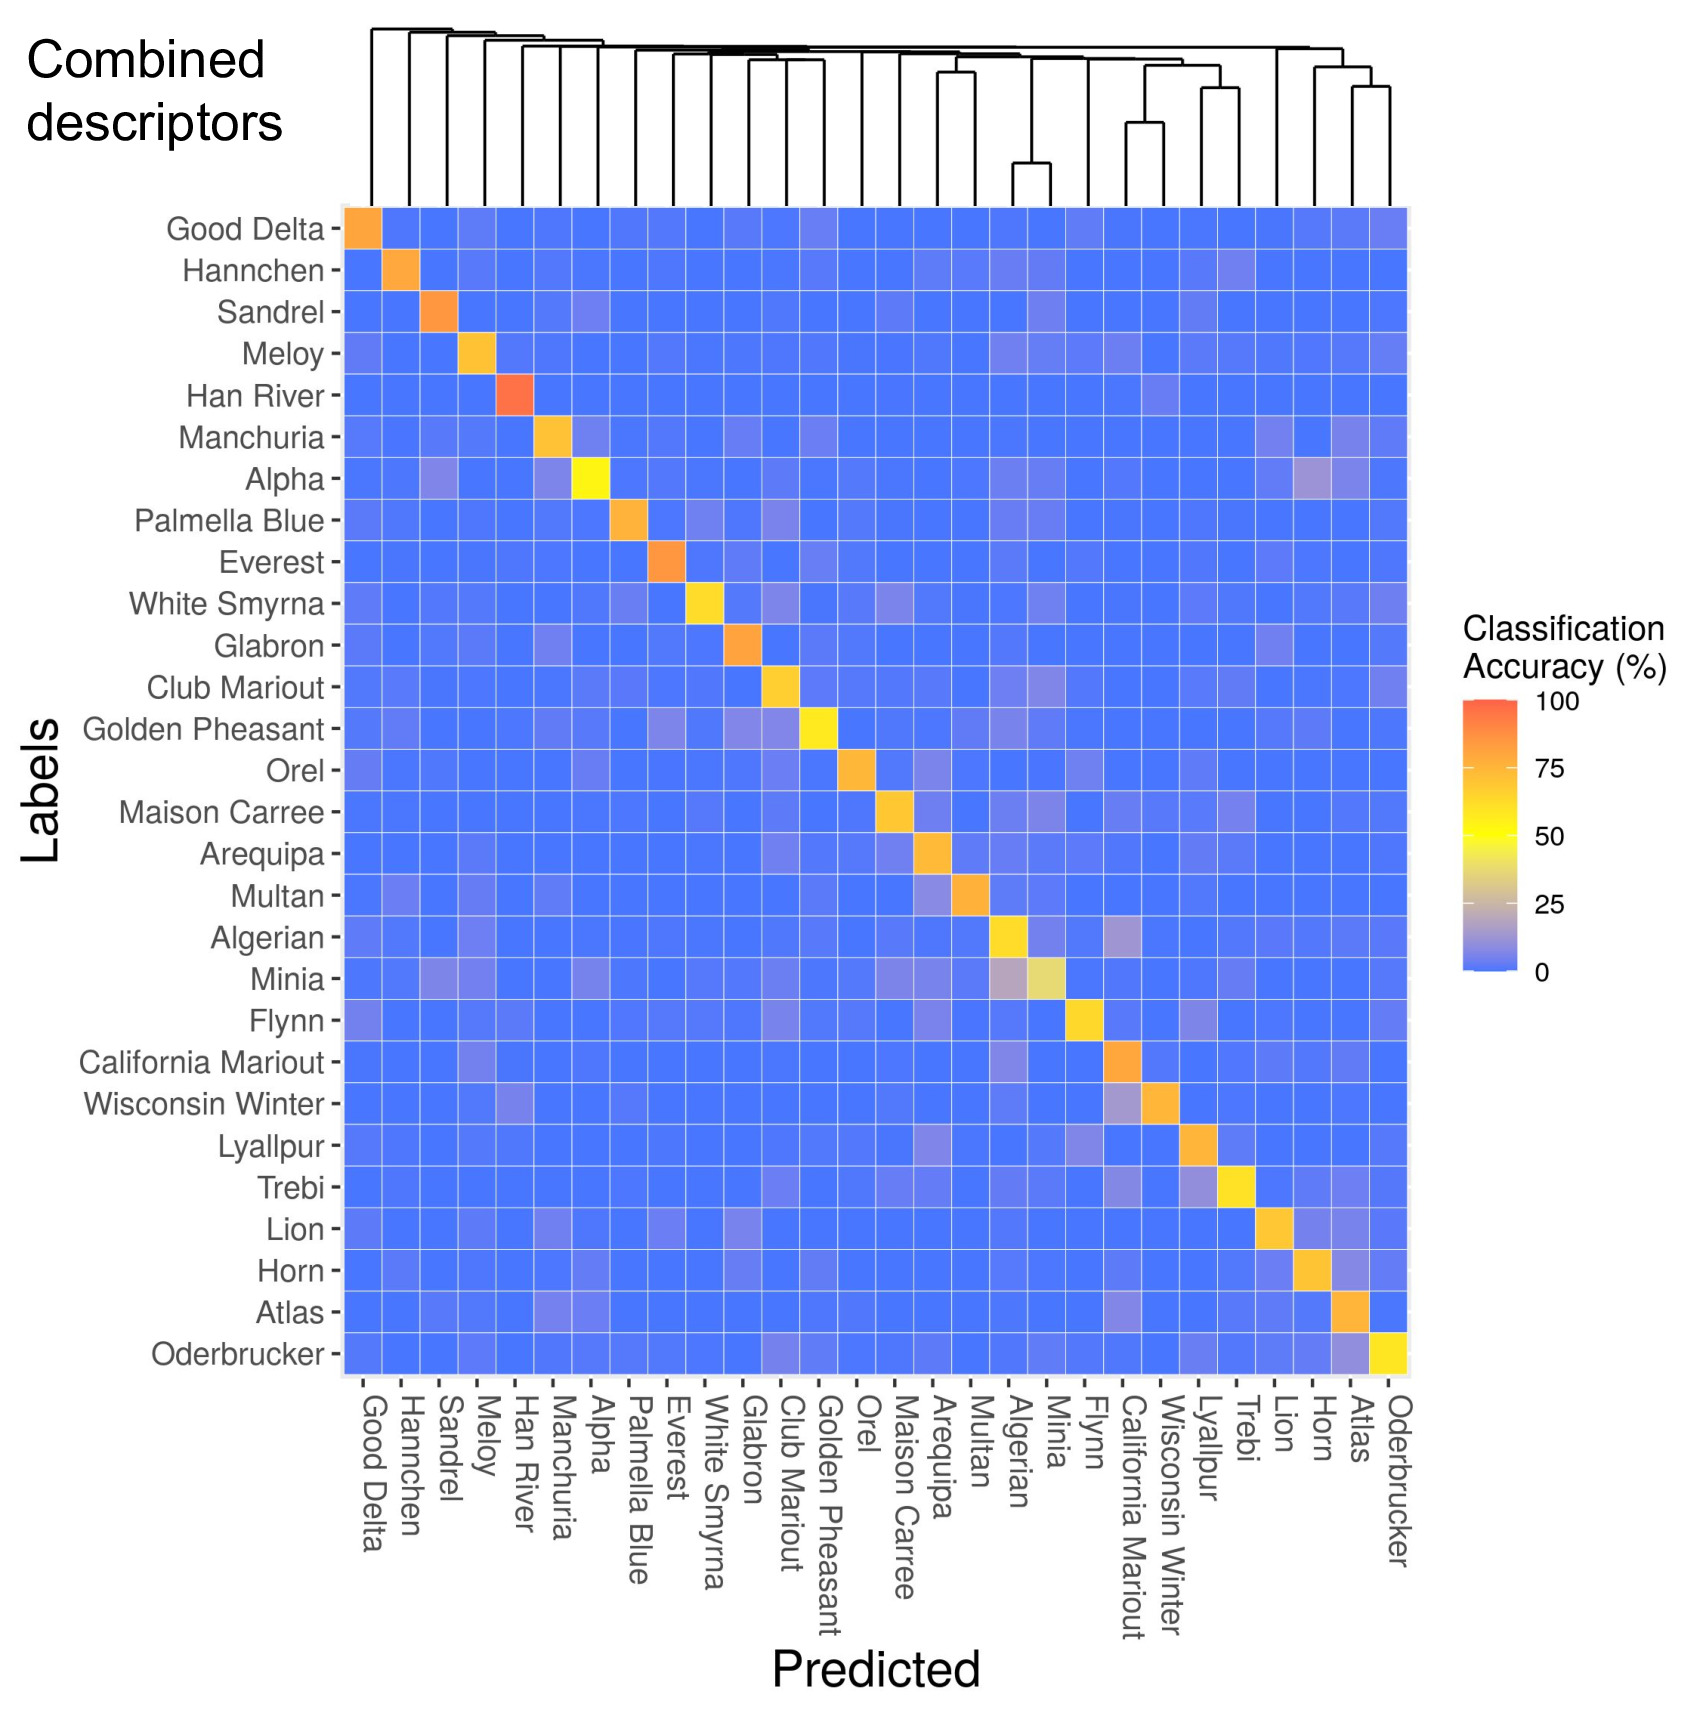 Combined
descriptors
Good Delta
Hannchen
Sandrel
Meloy
Han River
Manchuria
Alpha
Palmella Blue
Everest
White Smyrna
Glabron
Club Mariout
Golden Pheasant
Orel
Maison Carree
Arequipa
Multan
Algerian
Minia
Flynn
California Mariout
Wisconsin Winter
Lyallpur
Trebi
Lion
Horn
Atlas
Oderbrucker
Labels
Good Delta
Hannchen
Sandrel
Meloy
Han River
Manchuria
Alpha
Palmella Blue
Everest
White Smyrna
Glabron
Club Mariout
Golden Pheasant
Orel
Maison Carree
Arequipa
Multan
Algerian
Minia
Flynn
California Mariout
Wisconsin Winter
Lyallpur
Trebi
Lion
Horn
Atlas
Oderbrucker
Predicted
Classification
Accuracy (%)
100
75
50
25
0